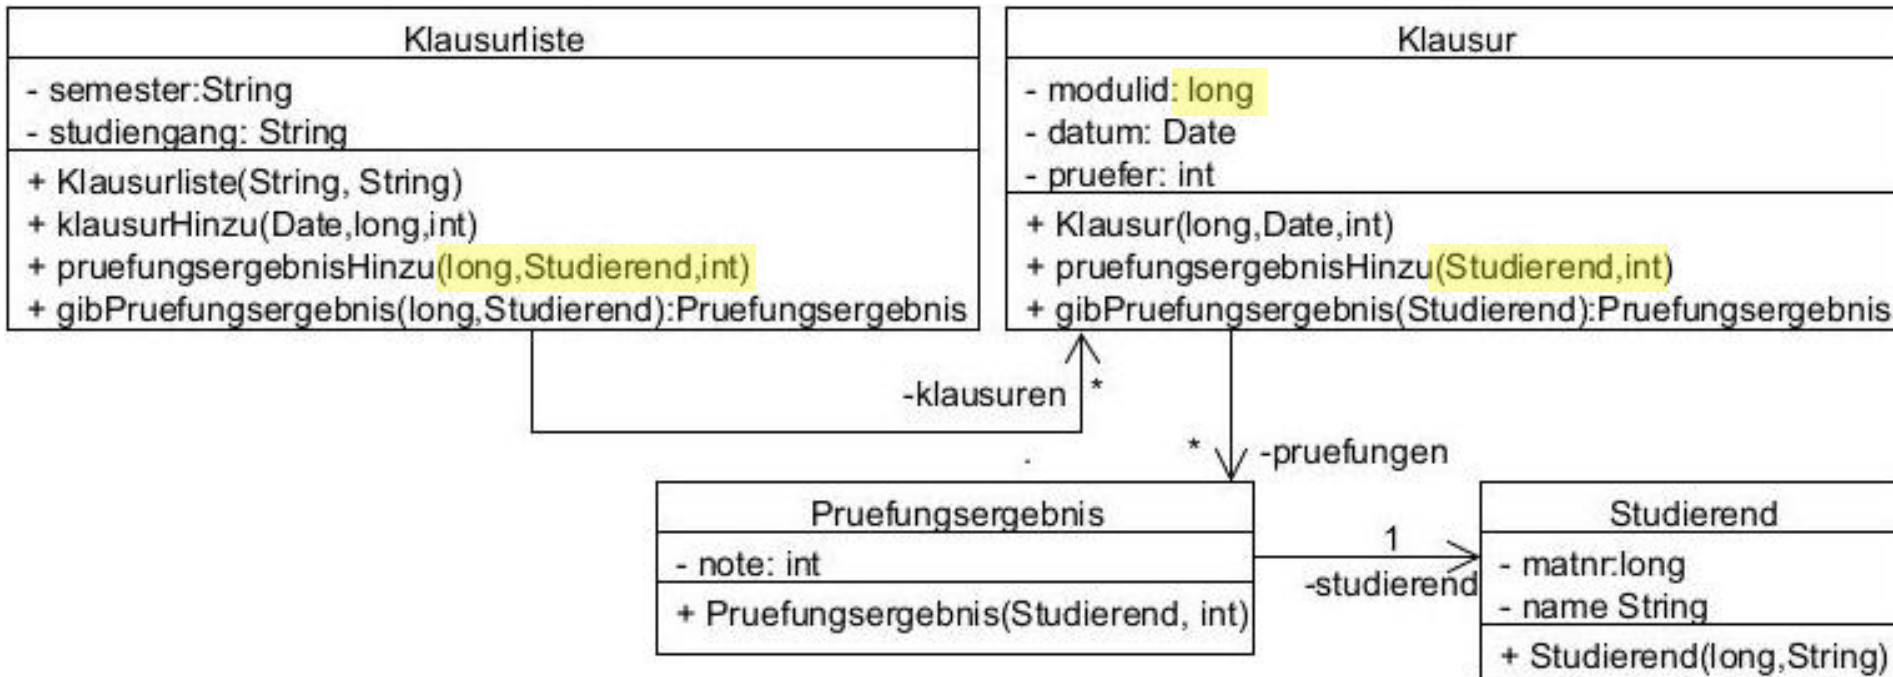 Klausurliste
- semester:String
- studiengang: String
+ Klausurliste(String, String)
+ klausurHinzu(Date,long,int)
+ pruefungsergebnisHinzu(long,Studierend,int)
+ gibPruefungsergebnis(long,Studierend):Pruefungsergebnis
Klausur
- modulid: long
- datum: Date
- pruefer: int
+ Klausur(long,Date,int)
+ pruefungsergebnisHinzu(Studierend,int)
+ gibPruefungsergebnis(Studierend):Pruefungsergebnis
-klausuren
*
*
-pruefungen
Pruefungsergebnis
- note: int
+ Pruefungsergebnis(Studierend, int)
1
-studierend
Studierend
- matnr:long
- name String
+ Studierend(long,String)